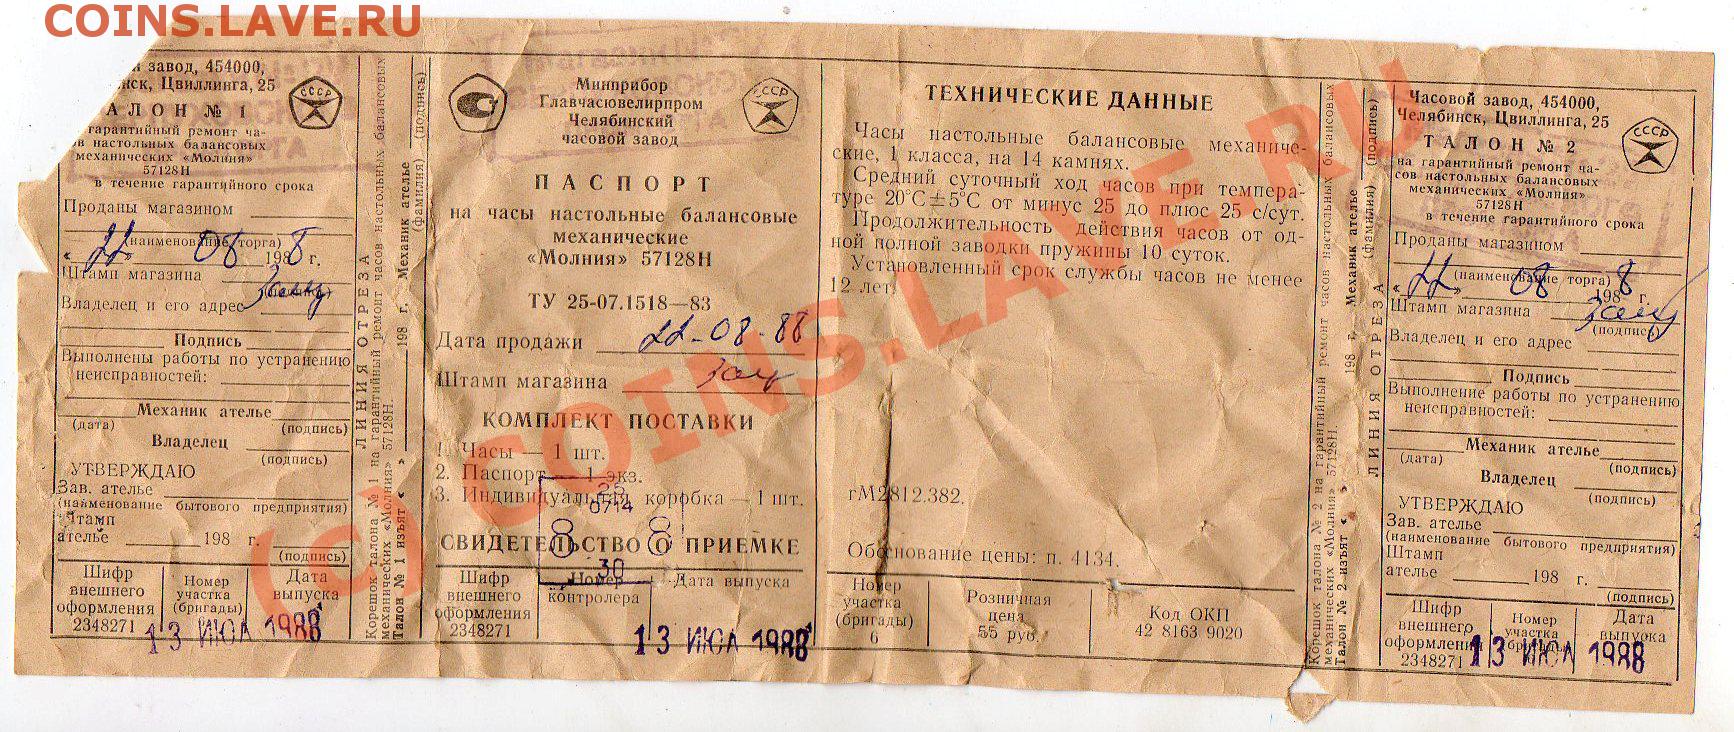 COINS.LAVE.RU
завод, 454000,
Цвиллинга, 25
ТАЛОН № 1
гарантийный ремонт ча-
сов настольных балансовых
механических «Молния»
57128Н
в течение гарантийного срока
Проданы магазином
(наименование торга)
« 22 » 08 1988 г.
Штамп магазина
Владелец и его адрес
Подпись
Выполнены работы по устранению
неисправностей:
Механик ателье
(дата) (подпись)
Владелец
(подпись)
УТВЕРЖДАЮ
Зав. ателье
(наименование бытового предприятия)
Штамп
ателье 198 г.
(подпись)
Шифр внешнего оформления 2348271
Номер участка (бригады)
Дата выпуска
13 ИЮЛ 1988
СССР
ЛИНИЯ ОТРЕЗА
Корешок талона № 1 на гарантийный ремонт часов настольных балансовых
механических «Молния» 57128Н.
Талон № 1 изъят « » 198 г. Механик ателье
(фамилия) (подпись)
Минприбор
Главчасювелирпром
Челябинский
часовой завод
СССР
ПАСПОРТ
на часы настольные балансовые
механические
«Молния» 57128Н
ТУ 25-07.1518—83
Дата продажи 22-08-88
Штамп магазина
КОМПЛЕКТ ПОСТАВКИ
1. Часы — 1 шт.
2. Паспорт — 1 экз.
3. Индивидуальная коробка — 1 шт.
25
0714
8 8
30
СВИДЕТЕЛЬСТВО О ПРИЕМКЕ
Шифр внешнего оформления 2348271
Номер контролера
Дата выпуска
13 ИЮЛ 1988
ТЕХНИЧЕСКИЕ ДАННЫЕ
Часы настольные балансовые механиче-
ские, 1 класса, на 14 камнях.
Средний суточный ход часов при темпера-
туре 20°С±5°С от минус 25 до плюс 25 с/сут.
Продолжительность действия часов от од-
ной полной заводки пружины 10 суток.
Установленный срок службы часов не менее
12 лет.
гМ2812.382.
Обоснование цены: п. 4134.
Номер участка (бригады) 6
Розничная цена 55 руб.
Код ОКП 42 8163 9020
Корешок талона № 2 на гарантийный ремонт часов настольных балансовых
механических «Молния» 57128Н.
Талон № 2 изъят « » 198 г. Механик ателье
(фамилия) (подпись)
ЛИНИЯ ОТРЕЗА
Часовой завод, 454000,
Челябинск, Цвиллинга, 25
СССР
ТАЛОН № 2
на гарантийный ремонт ча-
сов настольных балансовых
механических «Молния»
57128Н
в течение гарантийного срока
Проданы магазином
(наименование торга)
« 22 » 08 1988 г.
Штамп магазина
(подпись)
Владелец и его адрес
Подпись
Выполнены работы по устранению
неисправностей:
Механик ателье
(дата) (подпись)
Владелец
(подпись)
УТВЕРЖДАЮ
Зав. ателье
(наименование бытового предприятия)
Штамп
ателье 198 г.
(подпись)
Шифр внешнего оформления 2348271
Номер участка (бригады)
Дата выпуска
13 ИЮЛ 1988
(c) COINS.LAVE.RU